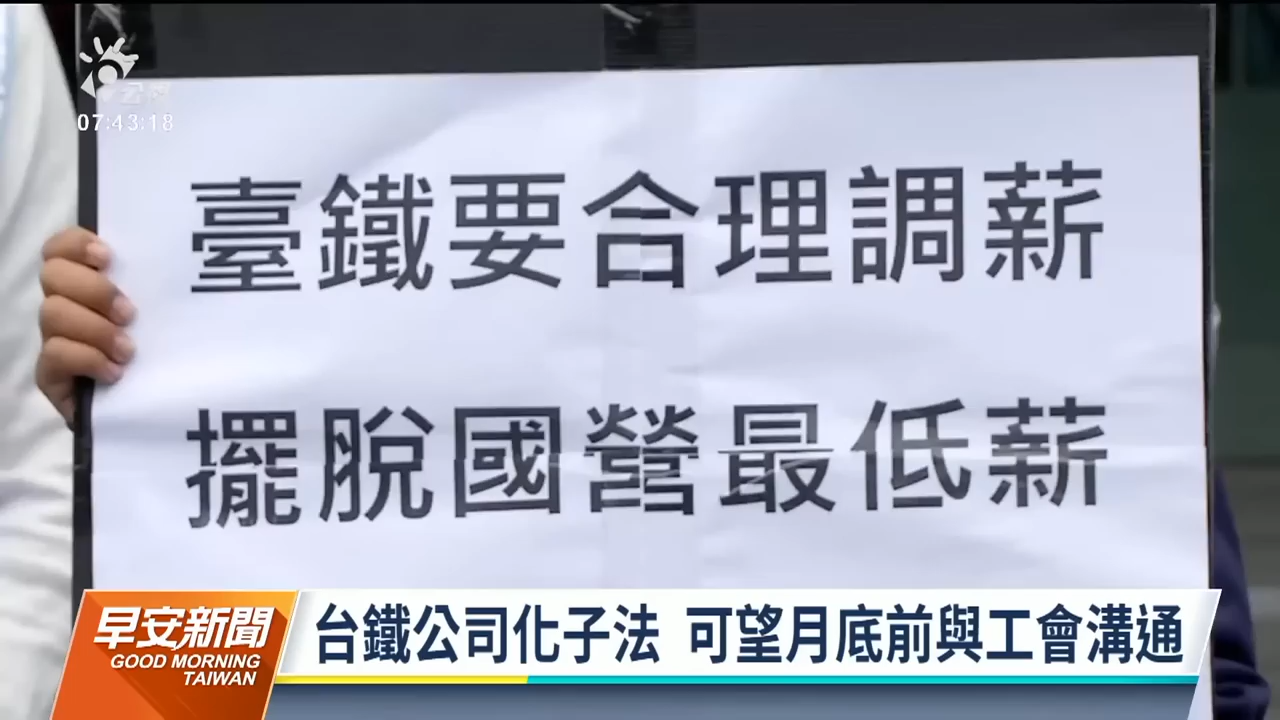 公視
07:43:18
臺鐵要合理調薪
擺脫國營最低薪
早安新聞
GOOD MORNING
TAIWAN
台鐵公司化子法 可望月底前與工會溝通